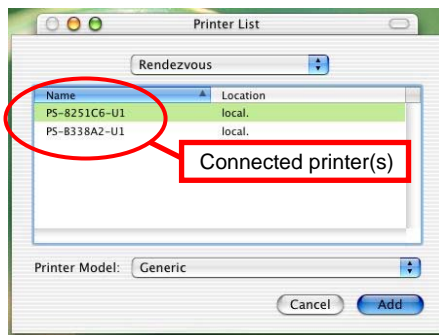 Printer List
Rendezvous
Name Location
PS-8251C6-U1 local.
PS-B338A2-U1 local.
Connected printer(s)
Printer Model: Generic
Cancel Add